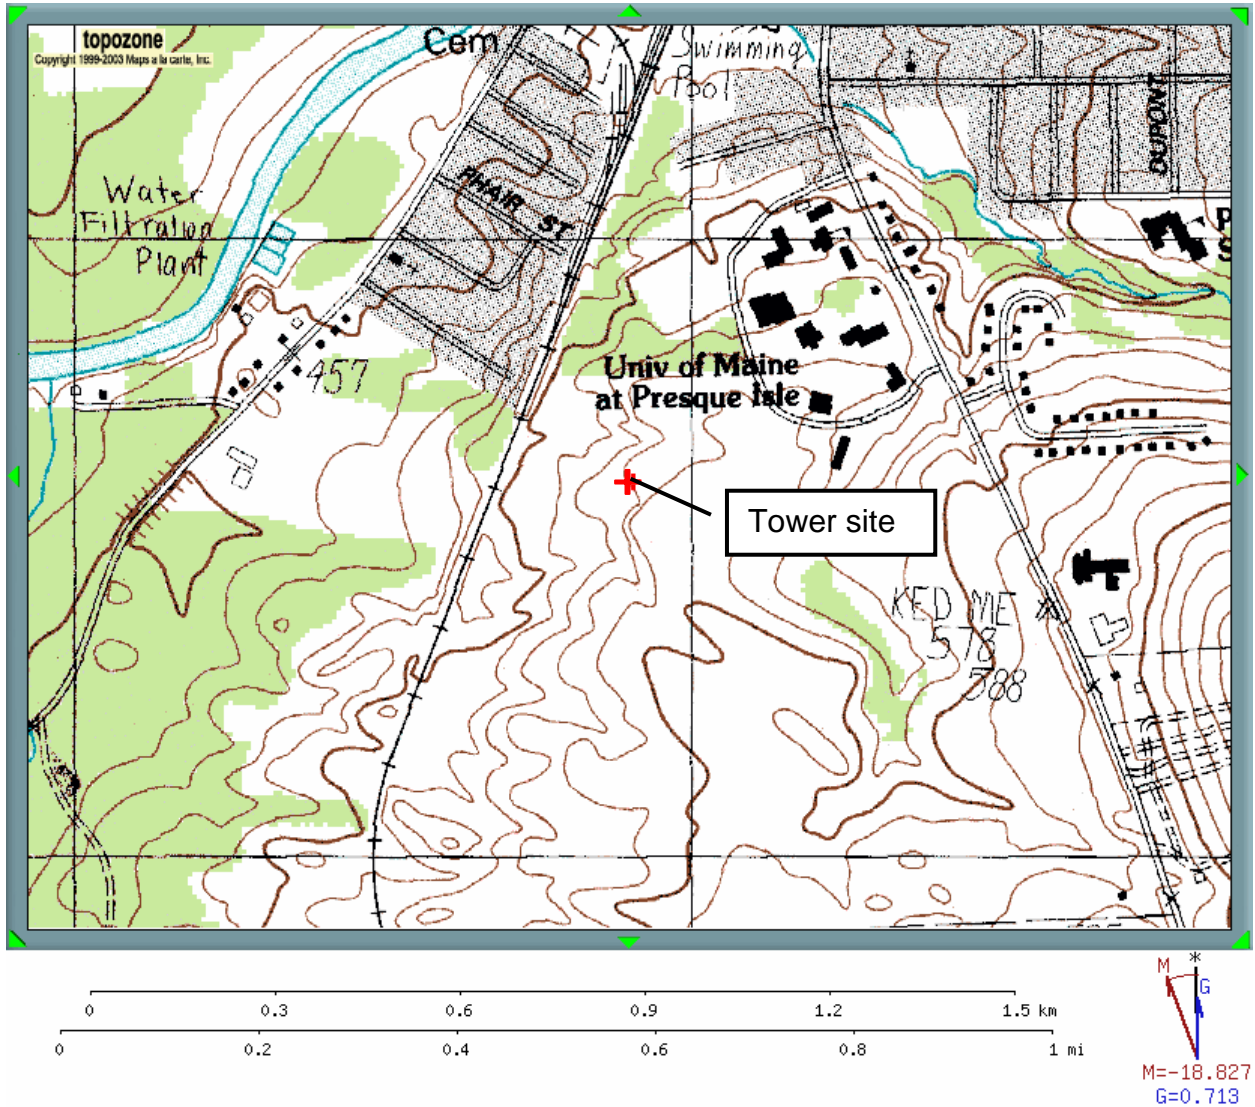 topozone
Copyright 1999-2003 Maps a la carte, Inc.
Cem
Swimming
Pool
DUPONT
Water
Filtration
Plant
PHAIR ST
P
S
457
Univ of Maine
at Presque Isle
Tower site
KED ME
578
588
0 0.3 0.6 0.9 1.2 1.5 km
0 0.2 0.4 0.6 0.8 1 mi
*
M
G
M=-18.827
G=0.713